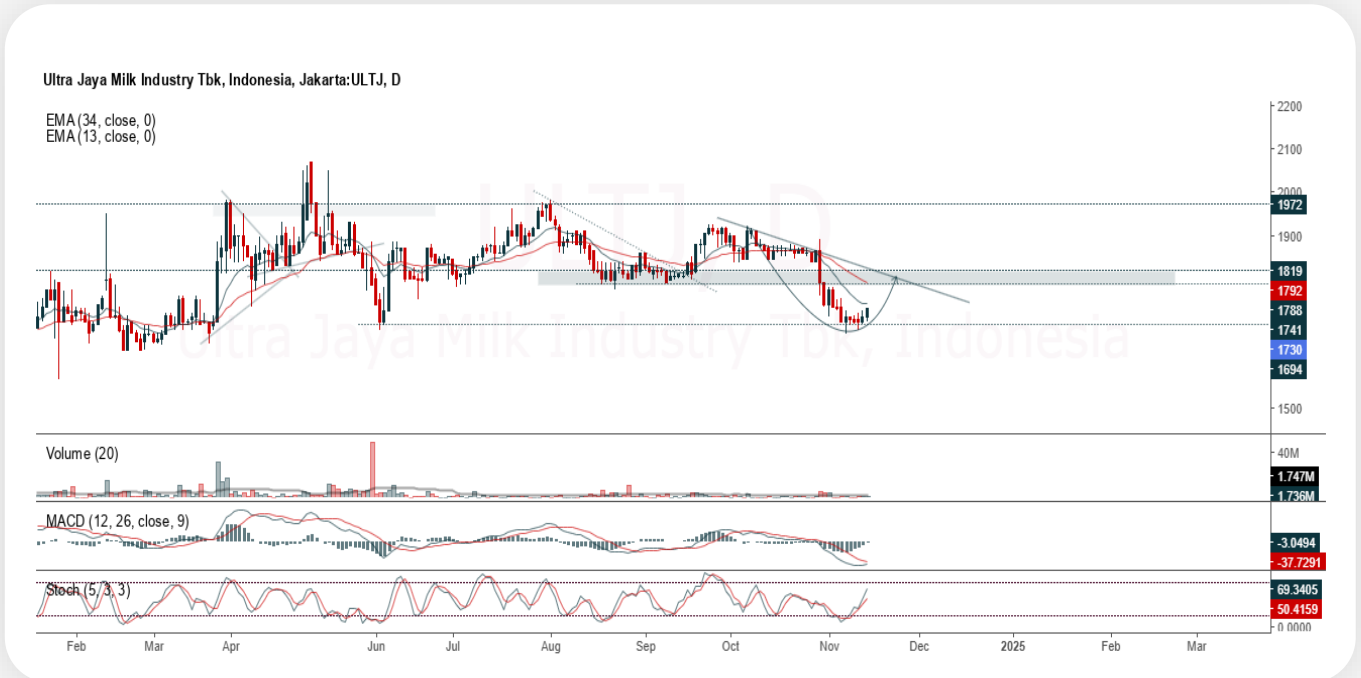 Ultra Jaya Milk Industry Tbk, Indonesia, Jakarta:ULTJ, D
EMA (34, close, 0)
EMA (13, close, 0)
ULTJ, D
Ultra Jaya Milk Industry Tbk, Indonesia
2200
2100
2000
1972
1900
1819
1792
1788
1741
1730
1694
1500
Volume (20)
40M
1.747M
1.736M
MACD (12, 26, close, 9)
-3.0494
-37.7291
Stoch (5, 3, 3)
69.3405
50.4159
0.0000
Feb Mar Apr Jun Jul Aug Sep Oct Nov Dec 2025 Feb Mar